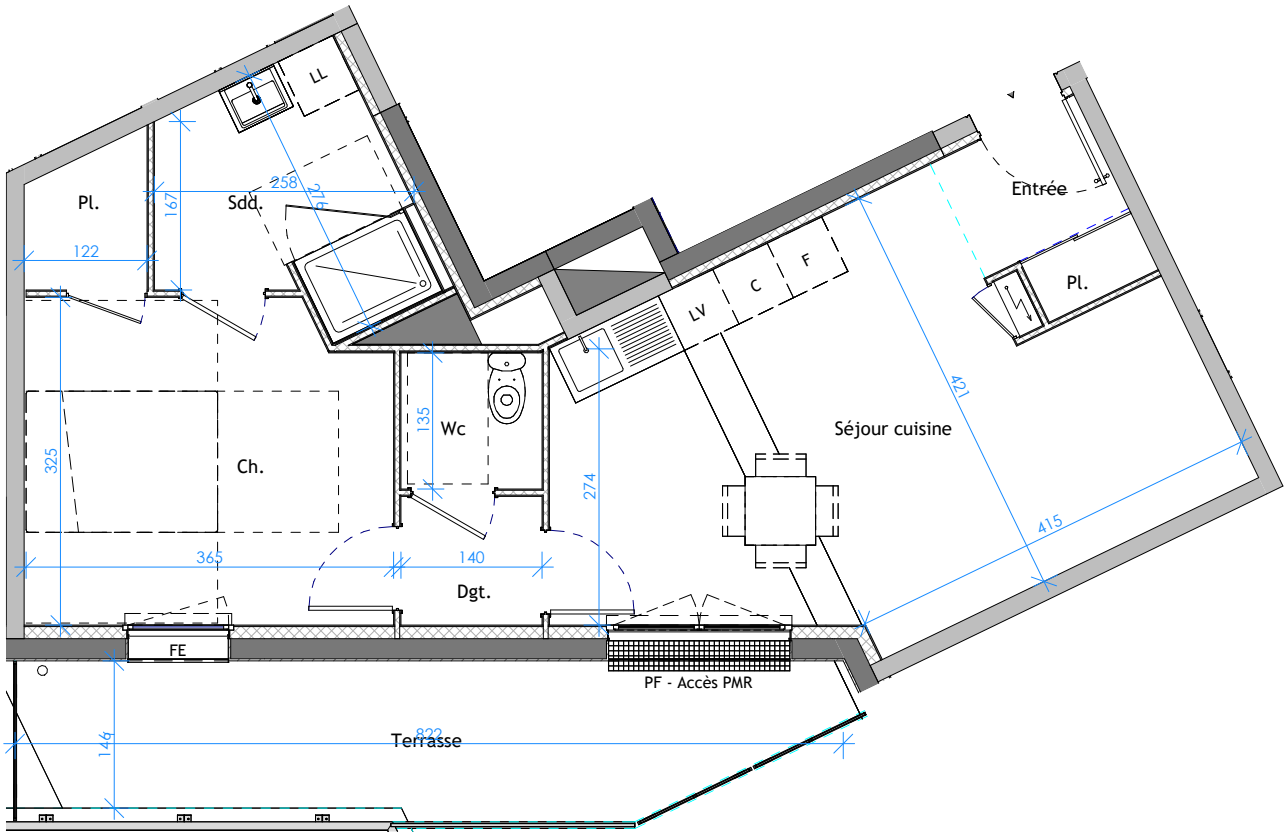 LL
Pl.
167
258
276
Sdd.
Entrée
122
F
C
LV
Pl.
421
135
Wc
Séjour cuisine
325
Ch.
274
415
365
140
Dgt.
FE
PF - Accès PMR
146
822
Terrasse